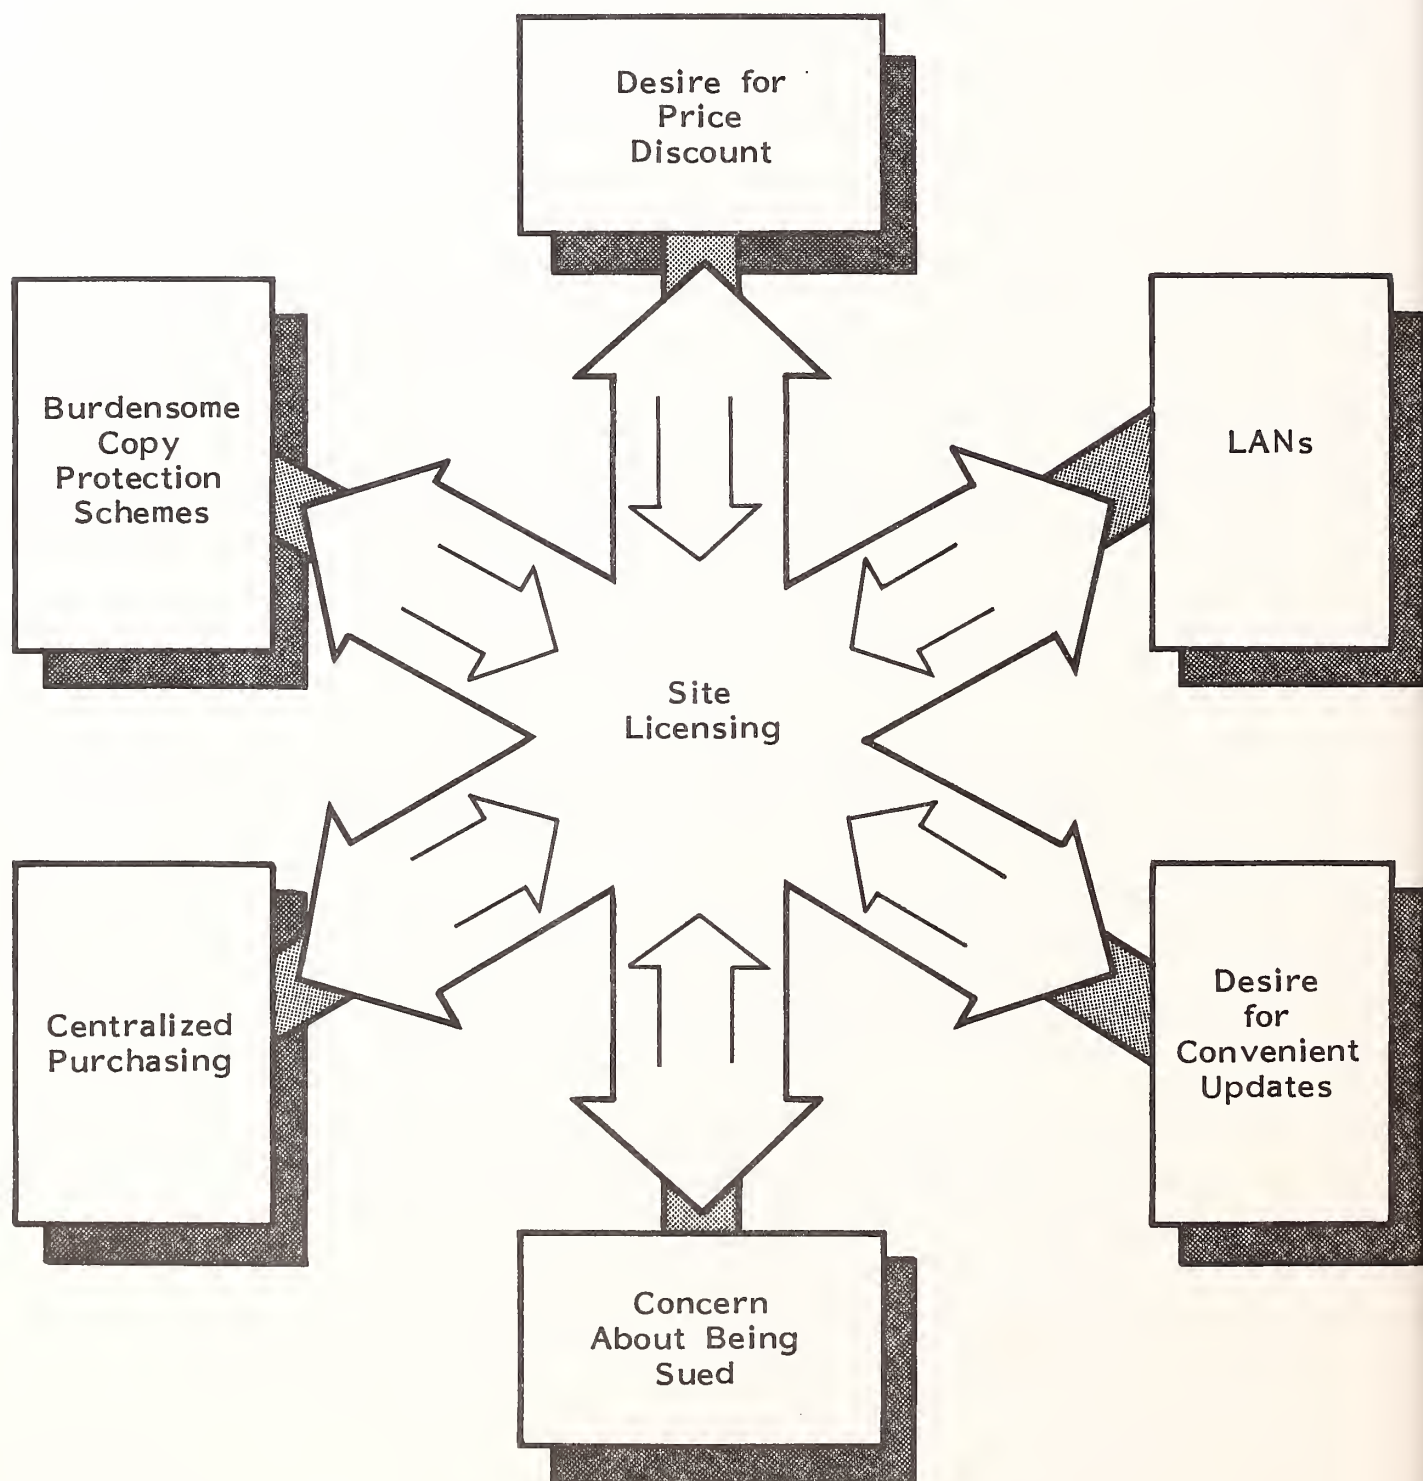 Desire for
Price
Discount
Burdensome
Copy
Protection
Schemes
LANs
Site
Licensing
Centralized
Purchasing
Desire
for
Convenient
Updates
Concern
About Being
Sued